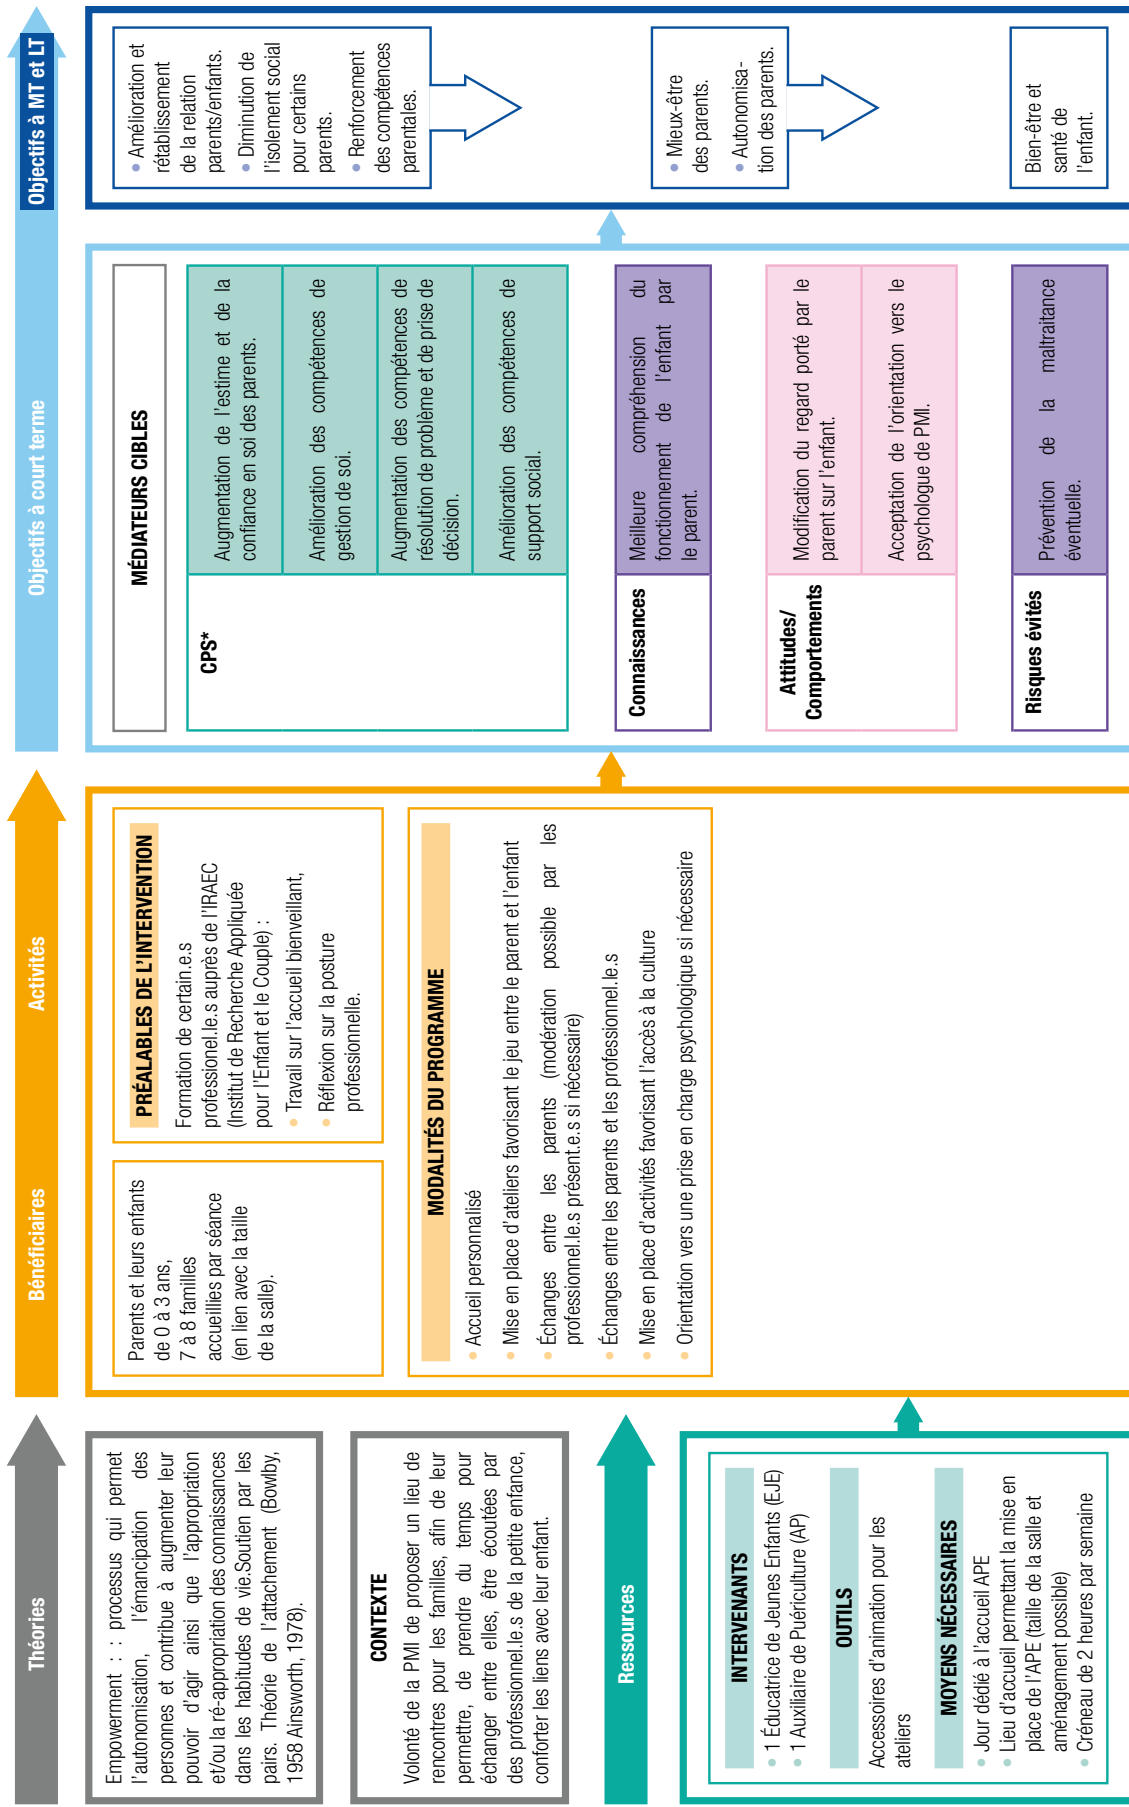 Théories
Empowerment : : processus qui permet
l'autonomisation, l'émancipation des
personnes et contribue à augmenter leur
pouvoir d'agir ainsi que l'appropriation
et/ou la ré-appropriation des connaissances
dans les habitudes de vie.Soutien par les
pairs. Théorie de l'attachement (Bowlby,
1958 Ainsworth, 1978).
CONTEXTE
Volonté de la PMI de proposer un lieu de
rencontres pour les familles, afin de leur
permettre, de prendre du temps pour
échanger entre elles, être écoutées par
des professionnel.le.s de la petite enfance,
conforter les liens avec leur enfant.
Ressources
INTERVENANTS
• 1 Éducatrice de Jeunes Enfants (EJE)
• 1 Auxiliaire de Périculture (AP)
OUTILS
Accessoires d'animation pour les
ateliers
MOYENS NÉCESSAIRES
• Jour dédié à l'accueil APE
• Lieu d'accueil permettant la mise en
place de l'APE (taille de la salle et
aménagement possible)
• Créneau de 2 heures par semaine
Bénéficiaires
Activités
Parents et leurs enfants
de 0 à 3 ans,
7 à 8 familles
accueillies par séance
(en lien avec la taille
de la salle).
PRÉALABLES DE L'INTERVENTION
Formation de certain.e.s
professionel.le.s auprès de l'IRAEC
(Institut de Recherche Appliquée
pour l'Enfant et le Couple) :
• Travail sur l'accueil bienveillant,
• Réflexion sur la posture
professionnelle.
MODALITÉS DU PROGRAMME
• Accueil personnalisé
• Mise en place d'ateliers favorisant le jeu entre le parent et l'enfant
• Échanges entre les parents (modération possible par les
professionnel.le.s présent.e.s si nécessaire)
• Échanges entre les parents et les professionnel.le.s
• Mise en place d'activités favorisant l'accès à la culture
• Orientation vers une prise en charge psychologique si nécessaire
Objectifs à court terme
MÉDIATEURS CIBLES
CPS*
Augmentation de l'estime et de la
confiance en soi des parents.
Amélioration des compétences de
gestion de soi.
Augmentation des compétences de
résolution de problème et de prise de
décision.
Amélioration des compétences de
support social.
Connaissances
Meilleure compréhension du
fonctionnement de l'enfant par
le parent.
Attitudes/
Comportements
Modification du regard porté par le
parent sur l'enfant.
Acceptation de l'orientation vers le
psychologue de PMI.
Risques évités
Prévention de la maltraitance
éventuelle.
Objectifs à MT et LT
• Amélioration et
rétablissement
de la relation
parents/enfants.
• Diminution de
l'isolement social
pour certains
parents.
• Renforcement
des compétences
parentales.
• Mieux-être
des parents.
• Autonomisa-
tion des parents.
Bien-être et
santé de
l'enfant.